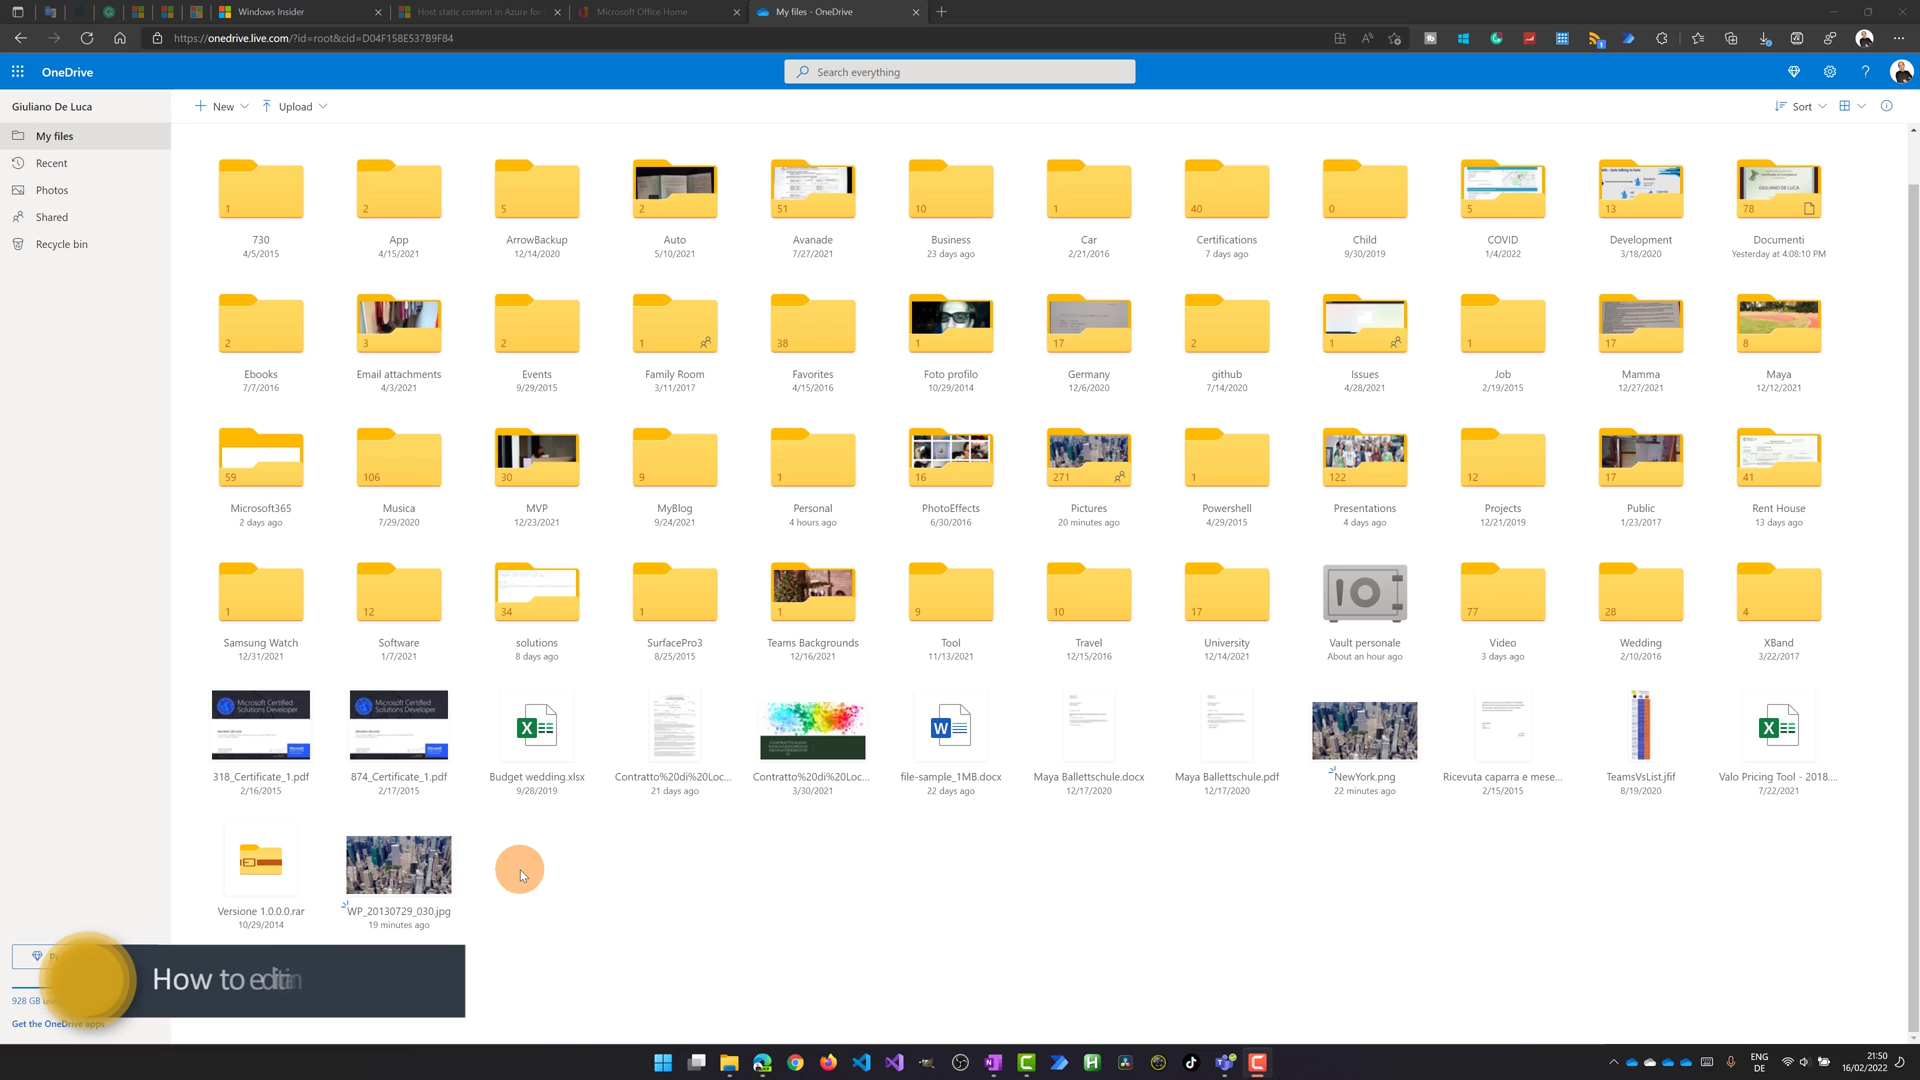 Windows Insider
Host static content in Azure for
Microsoft Office Home
My files - OneDrive
https://onedrive.live.com/?id=root&cid=D04F158E537B9F84
OneDrive
Search everything
Giuliano De Luca
New
Upload
Sort
My files
Recent
Photos
Shared
Recycle bin
1 2 5 2 51 10 1 40 0 5 13 78
730 App ArrowBackup Auto Avanade Business Car Certifications Child COVID Development Documenti
4/5/2015 4/15/2021 12/14/2020 5/10/2021 7/27/2021 23 days ago 2/21/2016 7 days ago 9/30/2019 1/4/2022 3/18/2020 Yesterday at 4:08:10 PM
2 3 2 1 38 1 17 2 1 1 17 8
Ebooks Email attachments Events Family Room Favorites Foto profilo Germany github Issues Job Mamma Maya
7/7/2016 4/3/2021 9/29/2015 3/11/2017 4/15/2016 10/29/2014 12/6/2020 7/14/2020 4/28/2021 2/19/2015 12/27/2021 12/12/2021
59 106 30 9 1 16 271 1 122 12 17 41
Microsoft365 Musica MVP MyBlog Personal PhotoEffects Pictures Powershell Presentations Projects Public Rent House
2 days ago 7/29/2020 12/23/2021 9/24/2021 4 hours ago 6/30/2016 20 minutes ago 4/29/2015 4 days ago 12/21/2019 1/23/2017 13 days ago
1 12 34 1 1 9 10 17 77 28 4
Samsung Watch Software solutions SurfacePro3 Teams Backgrounds Tool Travel University Vault personale Video Wedding XBand
12/31/2021 1/7/2021 8 days ago 8/25/2015 12/16/2021 11/13/2021 12/15/2016 12/14/2021 About an hour ago 3 days ago 2/10/2016 3/22/2017
Microsoft Certified Solutions Developer
Microsoft Certified Solutions Developer
318_Certificate_1.pdf 874_Certificate_1.pdf Budget wedding.xlsx Contratto%20di%20Loc... Contratto%20di%20Loc... file-sample_1MB.docx Maya Ballettschule.docx Maya Ballettschule.pdf NewYork.png Ricevuta caparra e mese... TeamsVsList.jfif Valo Pricing Tool - 2018....
2/16/2015 2/17/2015 9/28/2019 21 days ago 3/30/2021 22 days ago 12/17/2020 12/17/2020 22 minutes ago 2/15/2015 8/19/2020 7/22/2021
Versione 1.0.0.0.rar WP_20130729_030.jpg
10/29/2014 19 minutes ago
How to
928 GB
Get the OneDrive apps
ENG
DE
21:50
16/02/2022